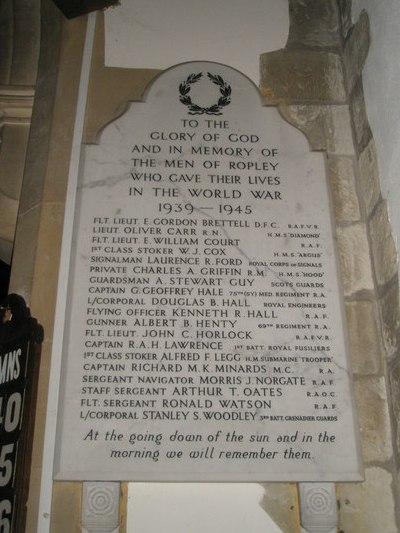 TO THE
GLORY OF GOD
AND IN MEMORY OF
THE MEN OF ROPLEY
WHO GAVE THEIR LIVES
IN THE WORLD WAR
1939—1945
FLT. LIEUT. E. GORDON BRETTELL D.F.C. R.A.F.V.R.
LIEUT. OLIVER CARR R.N. H.M.S 'DIAMOND'
FLT. LIEUT. E. WILLIAM COURT R.A.F.
1ST CLASS STOKER W. J. COX H.M.S 'ARGUS'
SIGNALMAN LAURENCE R. FORD ROYAL CORPS OF SIGNALS
PRIVATE CHARLES A. GRIFFIN R.M. H.M.S 'HOOD'
GUARDSMAN A. STEWART GUY SCOTS GUARDS
CAPTAIN G. GEOFFREY HALE 75TH (SY) MED. REGIMENT R.A.
L/CORPORAL DOUGLAS B. HALL ROYAL ENGINEERS
FLYING OFFICER KENNETH R. HALL R.A.F.
GUNNER ALBERT B. HENTY 69TH REGIMENT R.A.
FLT. LIEUT. JOHN C. HORLOCK R.A.F.V.R.
CAPTAIN R.A.H. LAWRENCE 1ST BATT. ROYAL FUSILIERS
1ST CLASS STOKER ALFRED F. LEGG H.M SUBMARINE 'TROOPER'
CAPTAIN RICHARD M. K. MINARDS M.C. R.A.
SERGEANT NAVIGATOR MORRIS J. NORGATE R.A.F.
STAFF SERGEANT ARTHUR T. OATES R.A.O.C.
FLT. SERGEANT RONALD WATSON R.A.F.
L/CORPORAL STANLEY S. WOODLEY 3RD BATT. GRENADIER GUARDS
At the going down of the sun and in the
morning we will remember them.